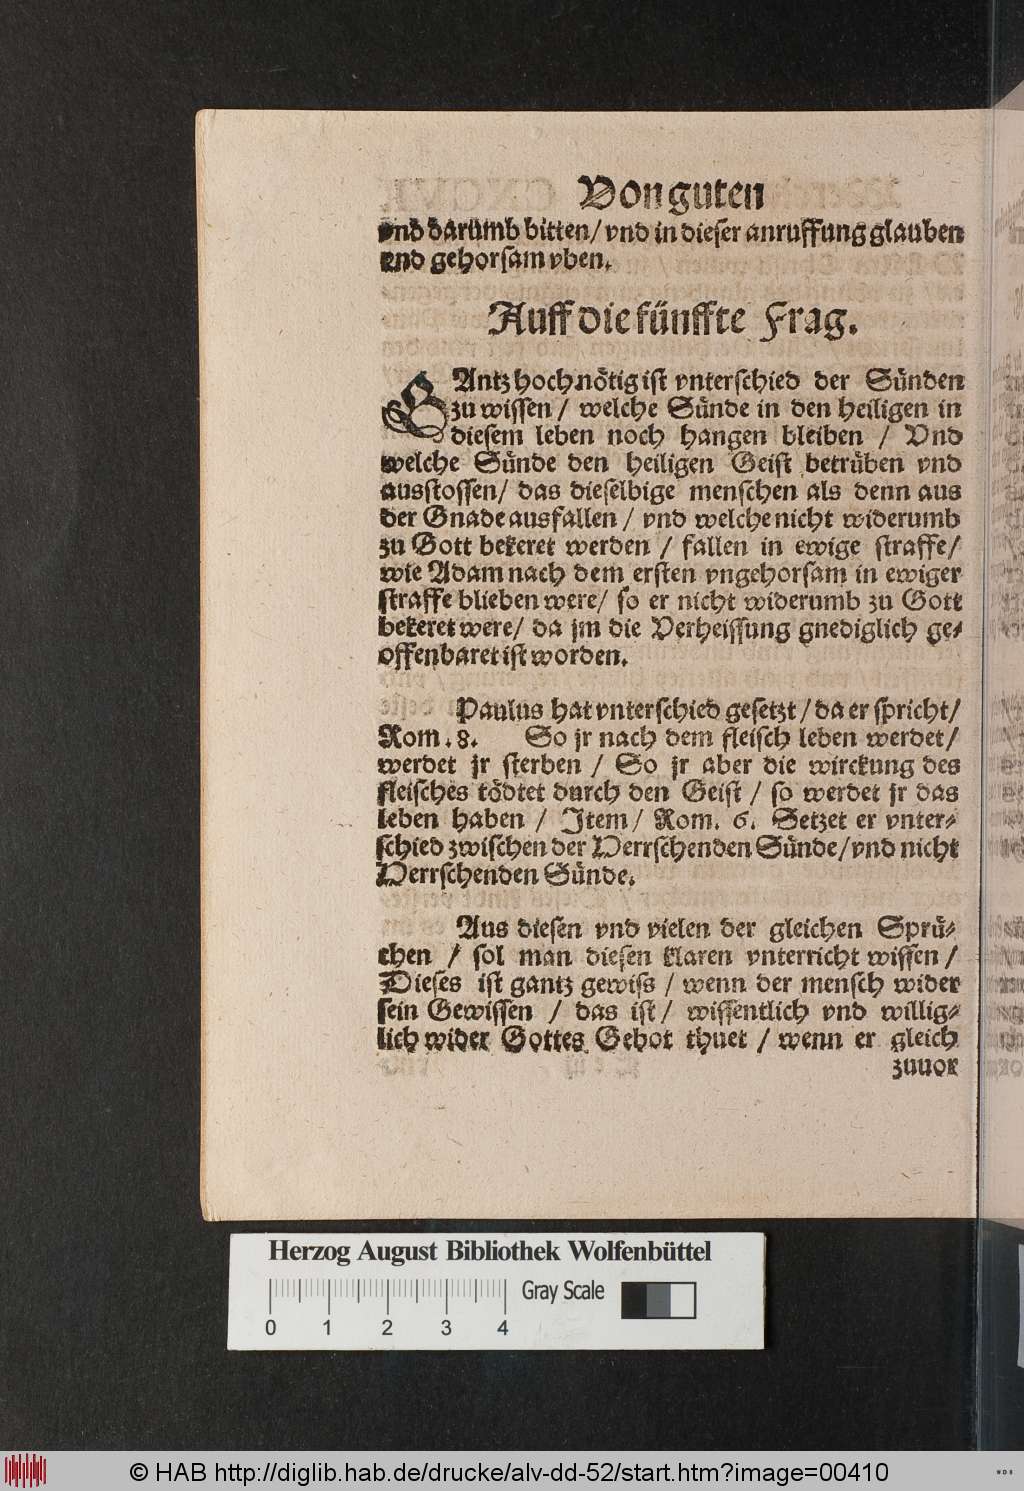 Von guten
vnd darümb bitten/ vnd in dieser anruffung glauben
vnd gehorsam vben.
Auff die fünffte Frag.
GAntz hochnötig ist vnterschied der Sünden
zu wissen / welche Sünde in den heiligen in
diesem leben noch hangen bleiben / Vnd
welche Sünde den heiligen Geist betrüben vnd
ausstossen/ das dieselbige menschen als denn aus
der Gnade ausfallen / vnd welche nicht widerumb
zu Gott bekeret werden / fallen in ewige straffe/
wie Adam nach dem ersten vngehorsam in ewiger
straffe blieben were/ so er nicht widerumb zu Gott
bekeret were/ da jm die Verheissung gnediglich ge-
offenbaret ist worden.
Paulus hat vnterschied gesetzt / da er spricht/
Rom. 8. So jr nach dem fleisch leben werdet/
werdet jr sterben / So jr aber die wirckung des
fleisches tödtet durch den Geist / so werdet jr das
leben haben / Item/ Rom. 6. Setzet er vnter-
schied zwischen der Herrschenden Sünde/ vnd nicht
Herrschenden Sünde.
Aus diesen vnd vielen der gleichen Sprü-
chen / sol man diesen klaren vnterricht wissen /
Dieses ist gantz gewiss / wenn der mensch wider
sein Gewissen / das ist / wissentlich vnd willig-
lich wider Gottes Gebot thuet / wenn er gleich
zuuor
Herzog August Bibliothek Wolfenbüttel
Gray Scale
0 1 2 3 4
© HAB http://diglib.hab.de/drucke/alv-dd-52/start.htm?image=00410